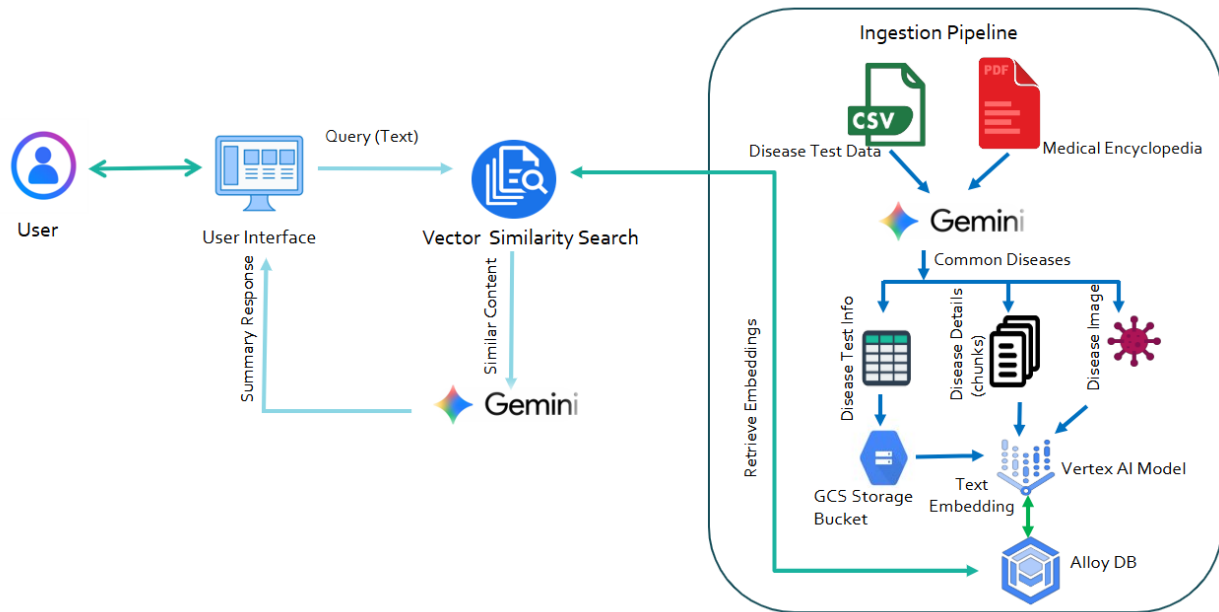 Ingestion Pipeline
PDF
CSV
Disease Test Data
Medical Encyclopedia
Gemini
Common Diseases
Disease Test Info
Disease Details
(chunks)
Disease Image
GCS Storage
Bucket
Text
Embedding
Vertex AI Model
Alloy DB
Retrieve Embeddings
User
User Interface
Query (Text)
Vector Similarity Search
Similar Content
Gemini
Summary Response